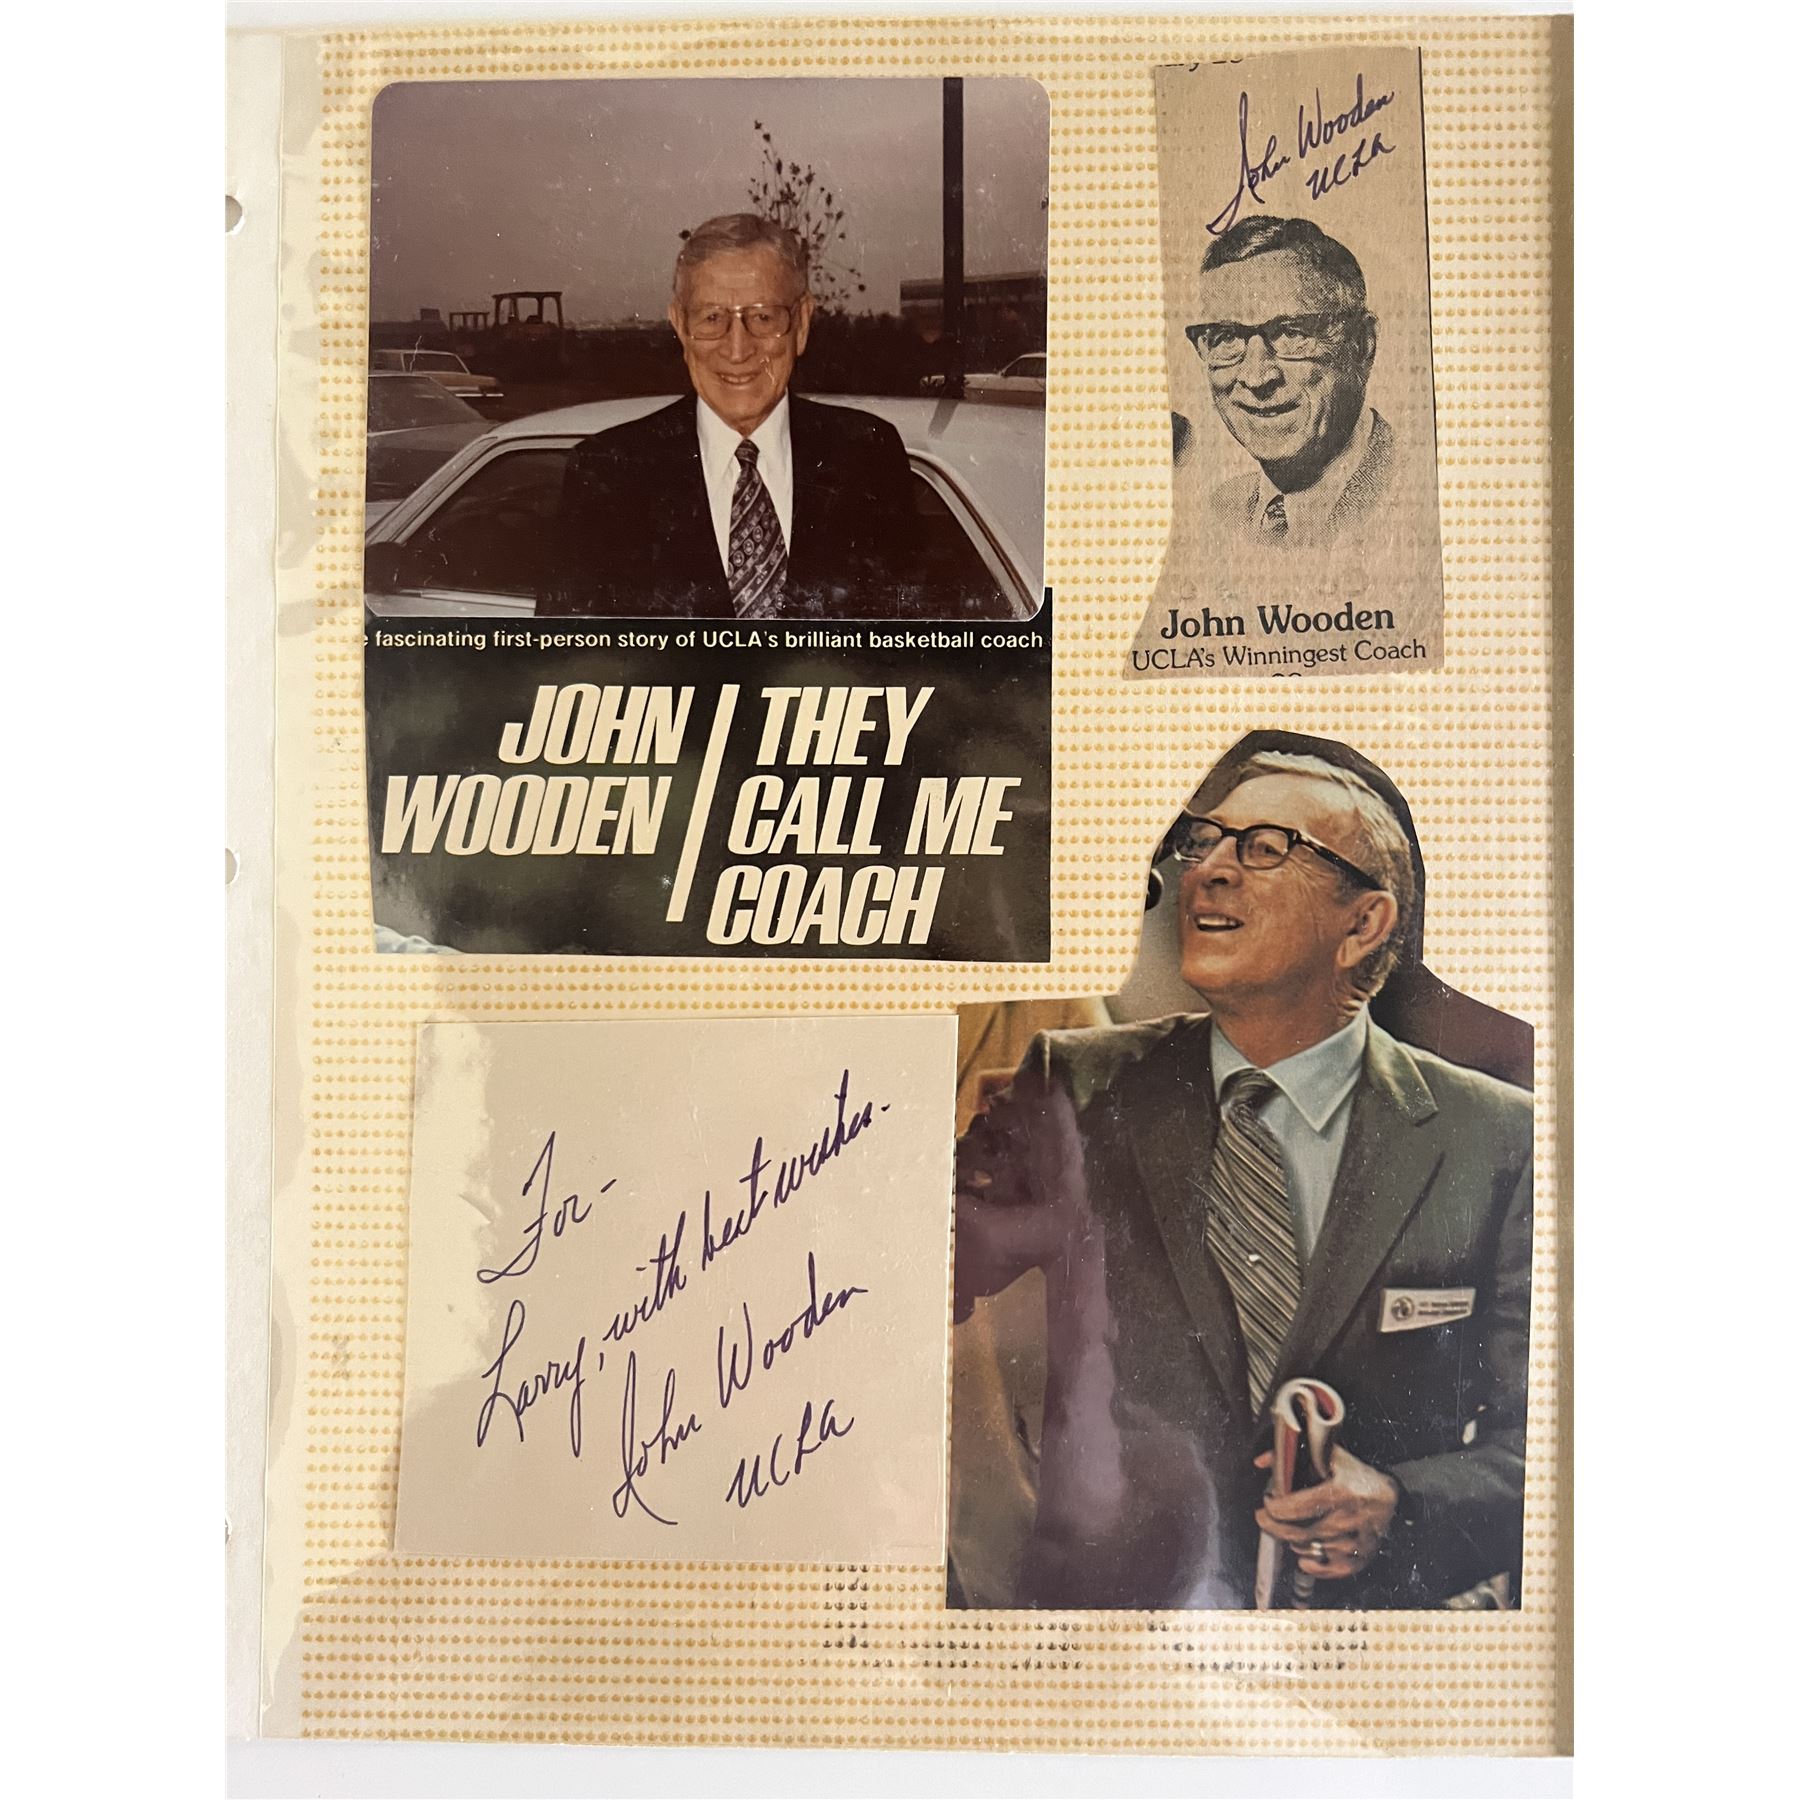 John Wooden
UCLA
John Wooden
UCLA's Winningest Coach
fascinating first-person story of UCLA's brilliant basketball coach
JOHN WOODEN / THEY CALL ME COACH
For-
Larry, with best wishes.
John Wooden
UCLA